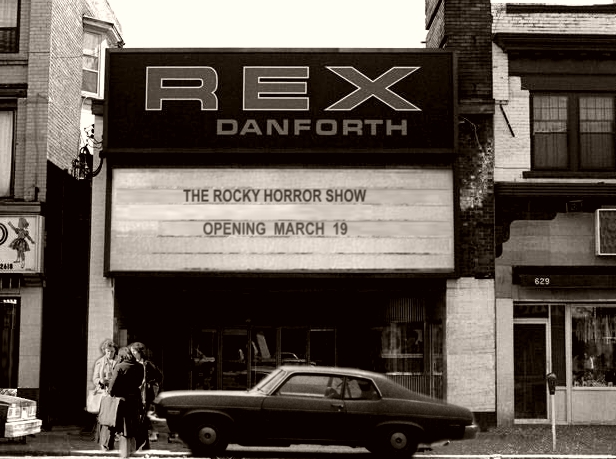 REX
DANFORTH
THE ROCKY HORROR SHOW
OPENING MARCH 19
629